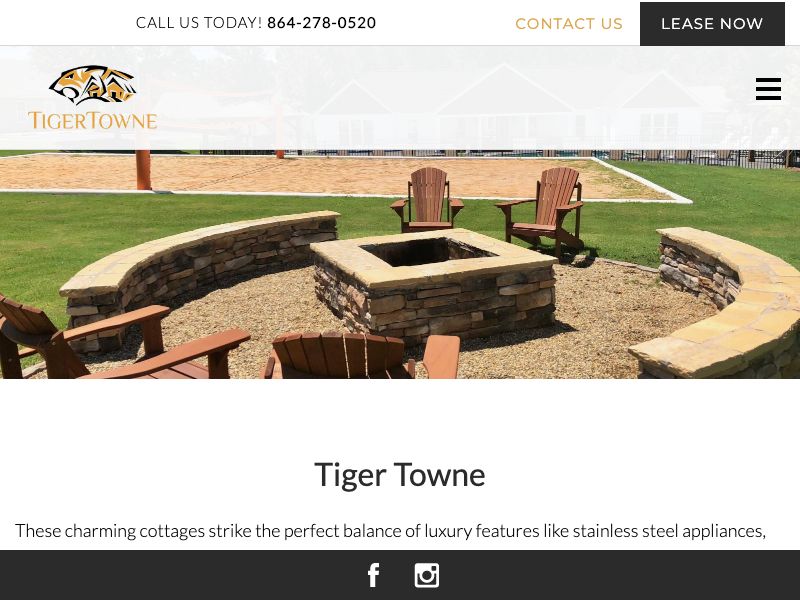 CALL US TODAY! 864-278-0520
CONTACT US
LEASE NOW
TIGERTOWNE
Tiger Towne
These charming cottages strike the perfect balance of luxury features like stainless steel appliances,